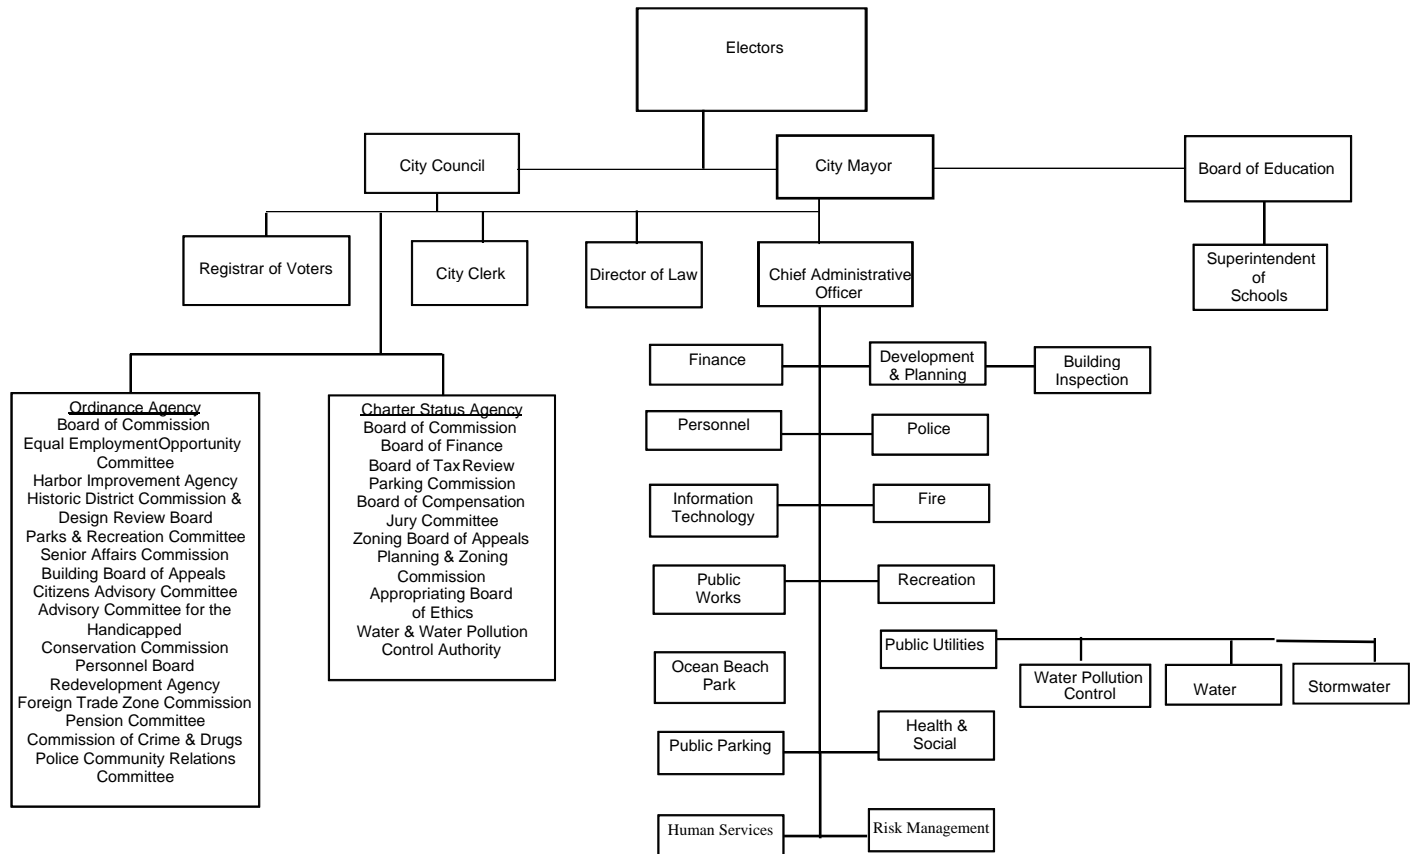 Electors
City Council
City Mayor
Board of Education
Registrar of Voters
City Clerk
Director of Law
Chief Administrative
Officer
Superintendent
of
Schools
Finance
Development
& Planning
Building
Inspection
Personnel
Police
Information
Technology
Fire
Public
Works
Recreation
Public Utilities
Water Pollution
Control
Water
Stormwater
Ocean Beach
Park
Public Parking
Health &
Social
Human Services
Risk Management
Ordinance Agency
Board of Commission
Equal EmploymentOpportunity
Committee
Harbor Improvement Agency
Historic District Commission &
Design Review Board
Parks & Recreation Committee
Senior Affairs Commission
Building Board of Appeals
Citizens Advisory Committee
Advisory Committee for the
Handicapped
Conservation Commission
Personnel Board
Redevelopment Agency
Foreign Trade Zone Commission
Pension Committee
Commission of Crime & Drugs
Police Community Relations
Committee
Charter Status Agency
Board of Commission
Board of Finance
Board of Tax Review
Parking Commission
Board of Compensation
Jury Committee
Zoning Board of Appeals
Planning & Zoning
Commission
Appropriating Board
of Ethics
Water & Water Pollution
Control Authority